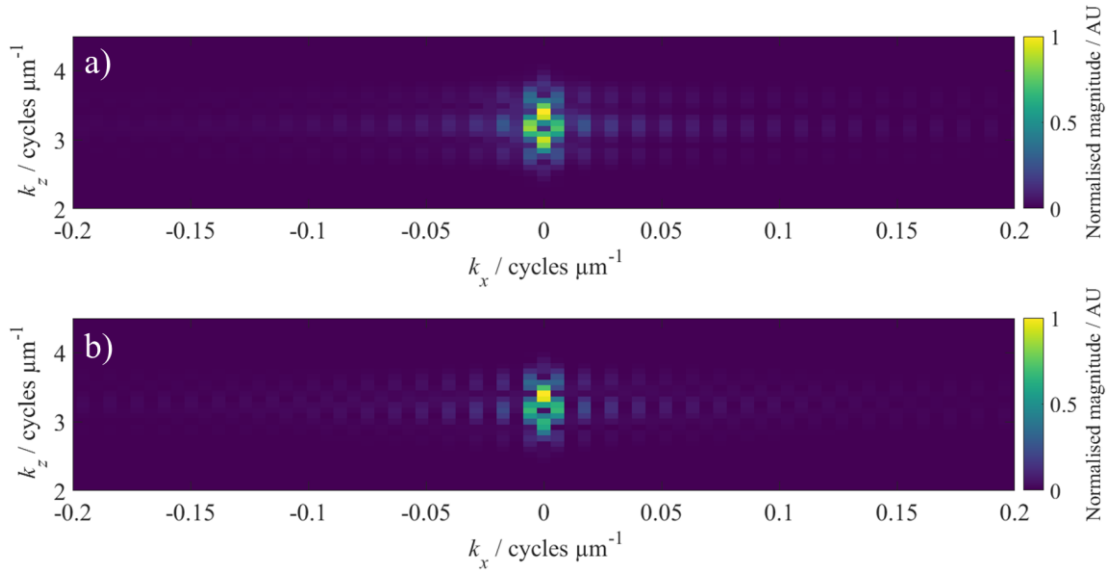 a)
4
3
2
k_z / cycles µm⁻¹
-0.2 -0.15 -0.1 -0.05 0 0.05 0.1 0.15 0.2
k_x / cycles µm⁻¹
1
0.5
0
Normalised magnitude / AU
b)
4
3
2
k_z / cycles µm⁻¹
-0.2 -0.15 -0.1 -0.05 0 0.05 0.1 0.15 0.2
k_x / cycles µm⁻¹
1
0.5
0
Normalised magnitude / AU